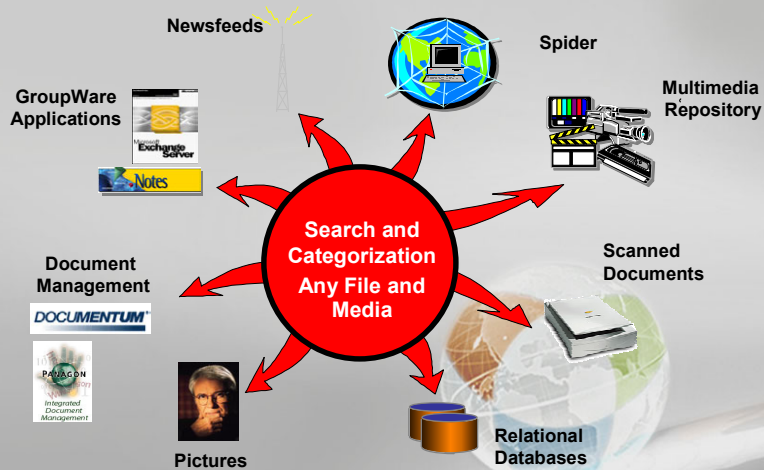 Newsfeeds
Spider
Multimedia
Repository
GroupWare
Applications
Microsoft
Exchange
Server
Notes
Search and
Categorization
Any File and
Media
Scanned
Documents
Document
Management
DOCUMENTUM
PANAGON
Integrated
Document
Management
Pictures
Relational
Databases